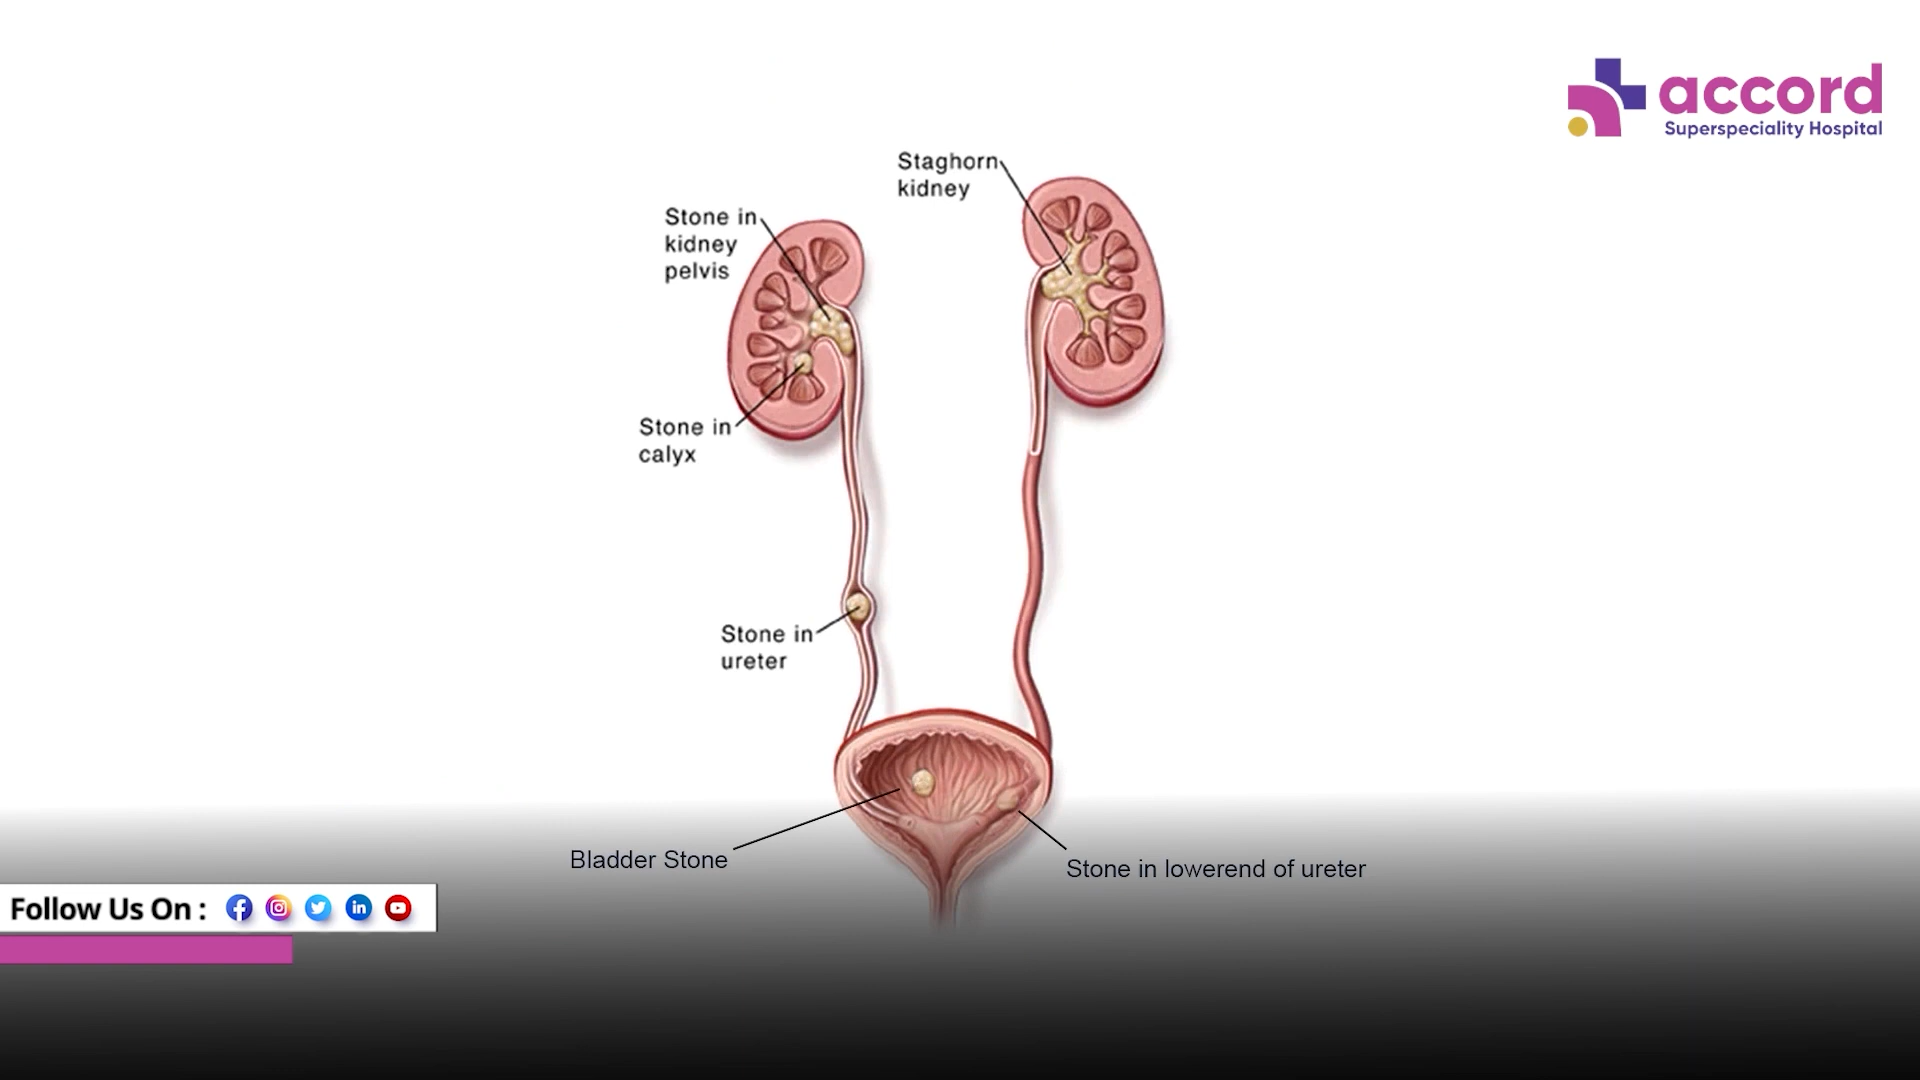 accord
Superspeciality Hospital
Staghorn
kidney
Stone in
kidney
pelvis
Stone in
calyx
Stone in
ureter
Bladder Stone
Stone in lowerend of ureter
Follow Us On :